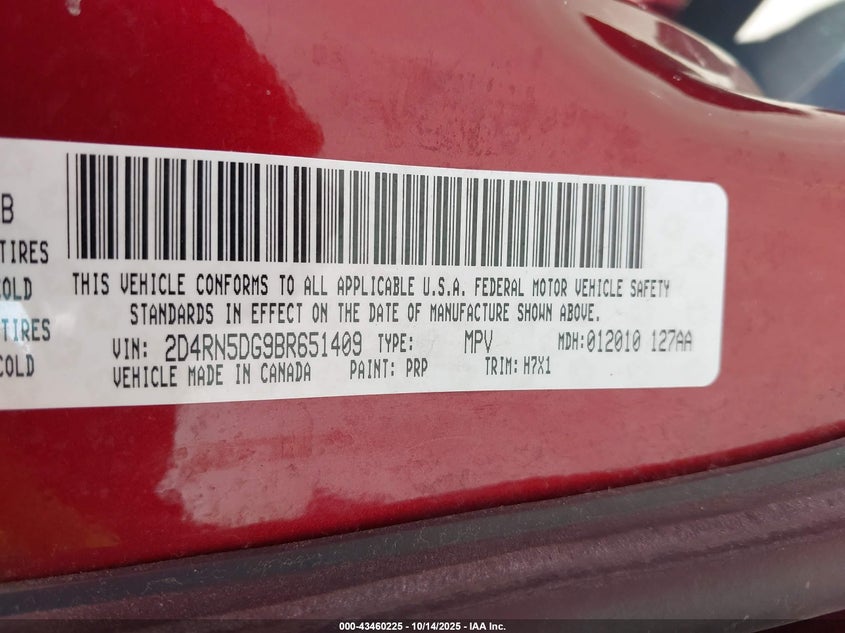 B
TIRES
COLD
TIRES
COLD
THIS VEHICLE CONFORMS TO ALL APPLICABLE U.S.A. FEDERAL MOTOR VEHICLE SAFETY
STANDARDS IN EFFECT ON THE DATE OF MANUFACTURE SHOWN ABOVE.
VIN: 2D4RN5DG9BR651409 TYPE: MPV MDH:012010 127AA
VEHICLE MADE IN CANADA PAINT: PRP TRIM: H7X1
000-43460225 - 10/14/2025 - IAA Inc.